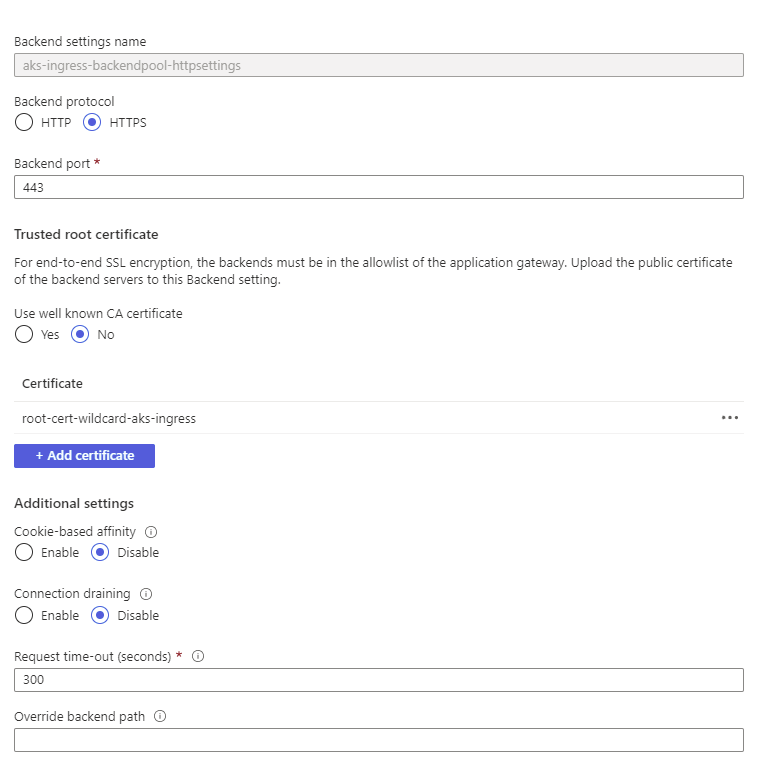 Backend settings name
aks-ingress-backendpool-httpsettings
Backend protocol
HTTP HTTPS
Backend port *
443
Trusted root certificate
For end-to-end SSL encryption, the backends must be in the allowlist of the application gateway. Upload the public certificate
of the backend servers to this Backend setting.
Use well known CA certificate
Yes No
Certificate
root-cert-wildcard-aks-ingress
+ Add certificate
Additional settings
Cookie-based affinity
Enable Disable
Connection draining
Enable Disable
Request time-out (seconds) *
300
Override backend path